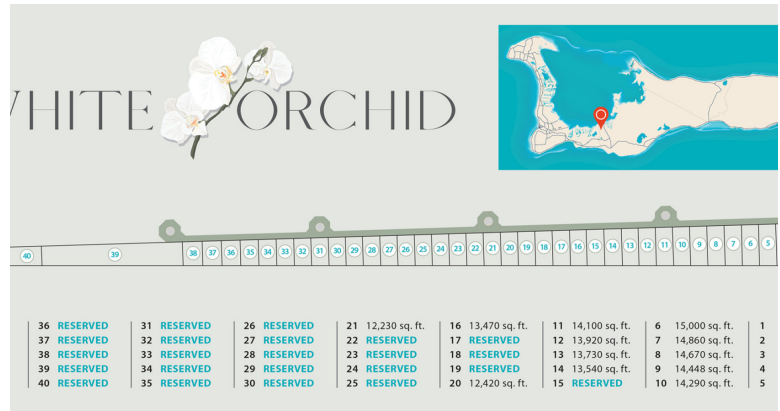 WHITE ORCHID
40 39 38 37 36 35 34 33 32 31 30 29 28 27 26 25 24 23 22 21 20 19 18 17 16 15 14 13 12 11 10 9 8 7 6 5
36 RESERVED 31 RESERVED 26 RESERVED 21 12,230 sq. ft. 16 13,470 sq. ft. 11 14,100 sq. ft. 6 15,000 sq. ft. 1
37 RESERVED 32 RESERVED 27 RESERVED 22 RESERVED 17 RESERVED 12 13,920 sq. ft. 7 14,860 sq. ft. 2
38 RESERVED 33 RESERVED 28 RESERVED 23 RESERVED 18 RESERVED 13 13,730 sq. ft. 8 14,670 sq. ft. 3
39 RESERVED 34 RESERVED 29 RESERVED 24 RESERVED 19 RESERVED 14 13,540 sq. ft. 9 14,448 sq. ft. 4
40 RESERVED 35 RESERVED 30 RESERVED 25 RESERVED 20 12,420 sq. ft. 15 RESERVED 10 14,290 sq. ft. 5